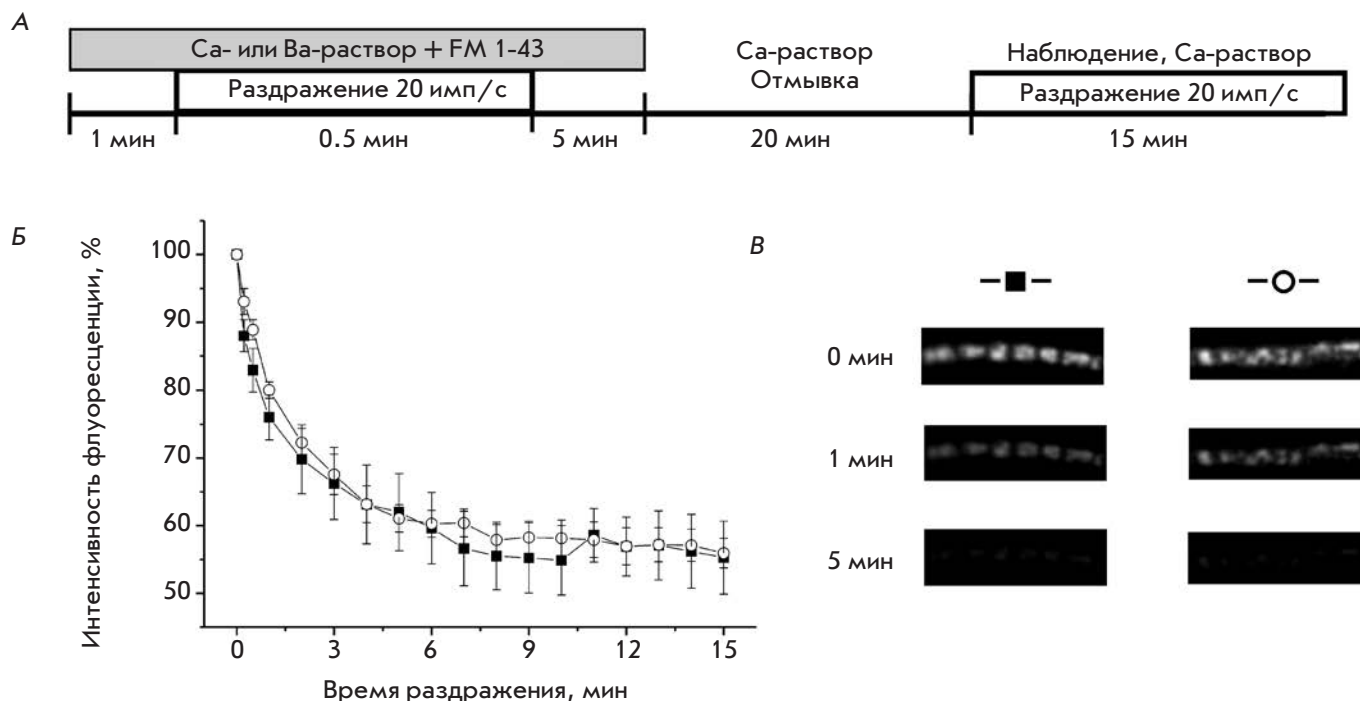 А
Са- или Ва-раствор + FM 1-43
Раздражение 20 имп/с
Са-раствор
Отмывка
Наблюдение, Са-раствор
Раздражение 20 имп/с
1 мин
0.5 мин
5 мин
20 мин
15 мин
Б
Интенсивность флуоресценции, %
100
90
80
70
60
50
0
3
6
9
12
15
Время раздражения, мин
В
0 мин
1 мин
5 мин